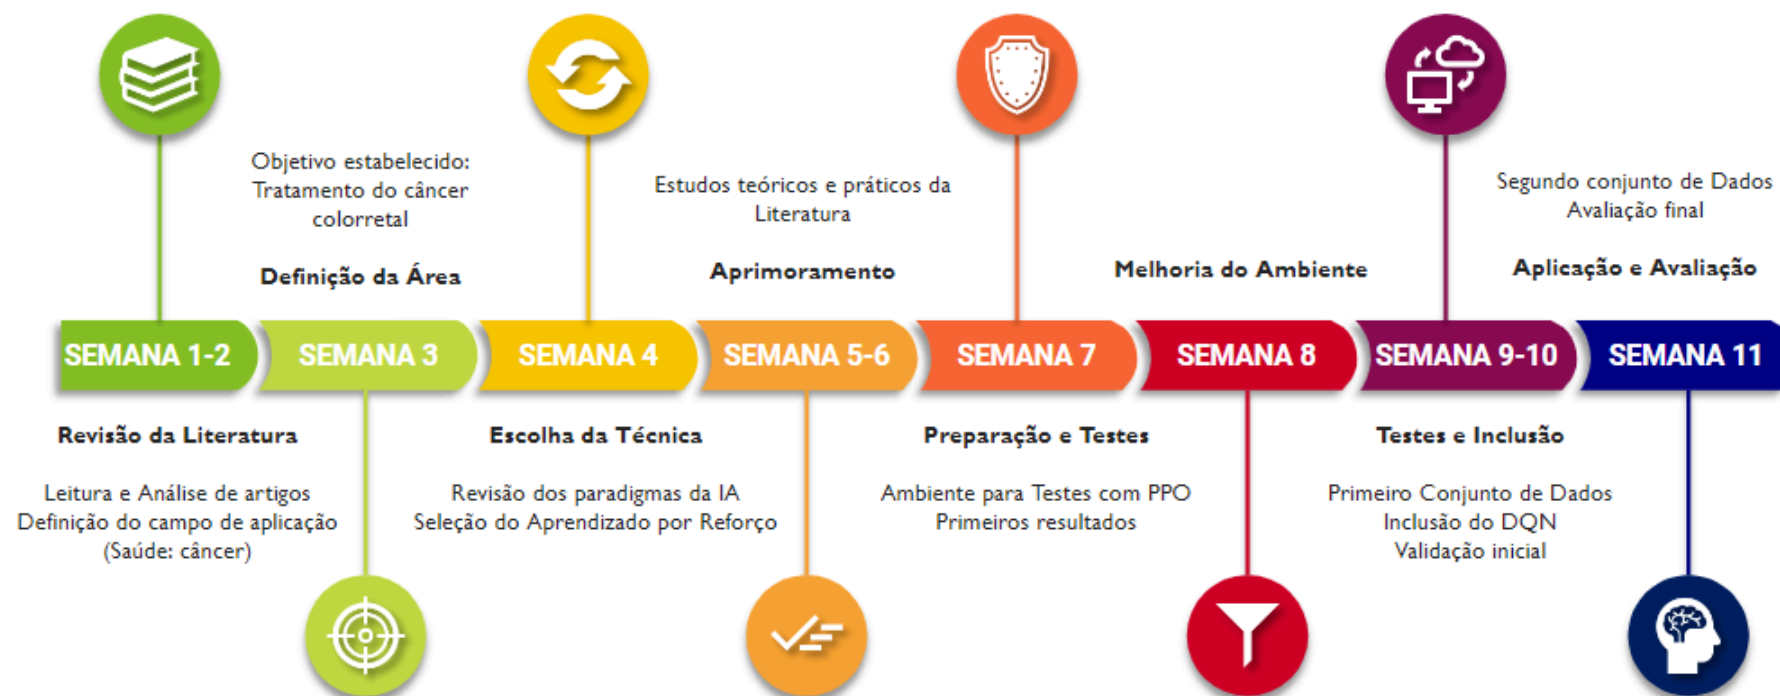 Objetivo estabelecido:
Tratamento do câncer
colorretal
Definição da Área
Estudos teóricos e práticos da
Literatura
Aprimoramento
Melhoria do Ambiente
Segundo conjunto de Dados
Avaliação final
Aplicação e Avaliação
SEMANA 1-2
SEMANA 3
SEMANA 4
SEMANA 5-6
SEMANA 7
SEMANA 8
SEMANA 9-10
SEMANA 11
Revisão da Literatura
Leitura e Análise de artigos
Definição do campo de aplicação
(Saúde: câncer)
Escolha da Técnica
Revisão dos paradigmas da IA
Seleção do Aprendizado por Reforço
Preparação e Testes
Ambiente para Testes com PPO
Primeiros resultados
Testes e Inclusão
Primeiro Conjunto de Dados
Inclusão do DQN
Validação inicial